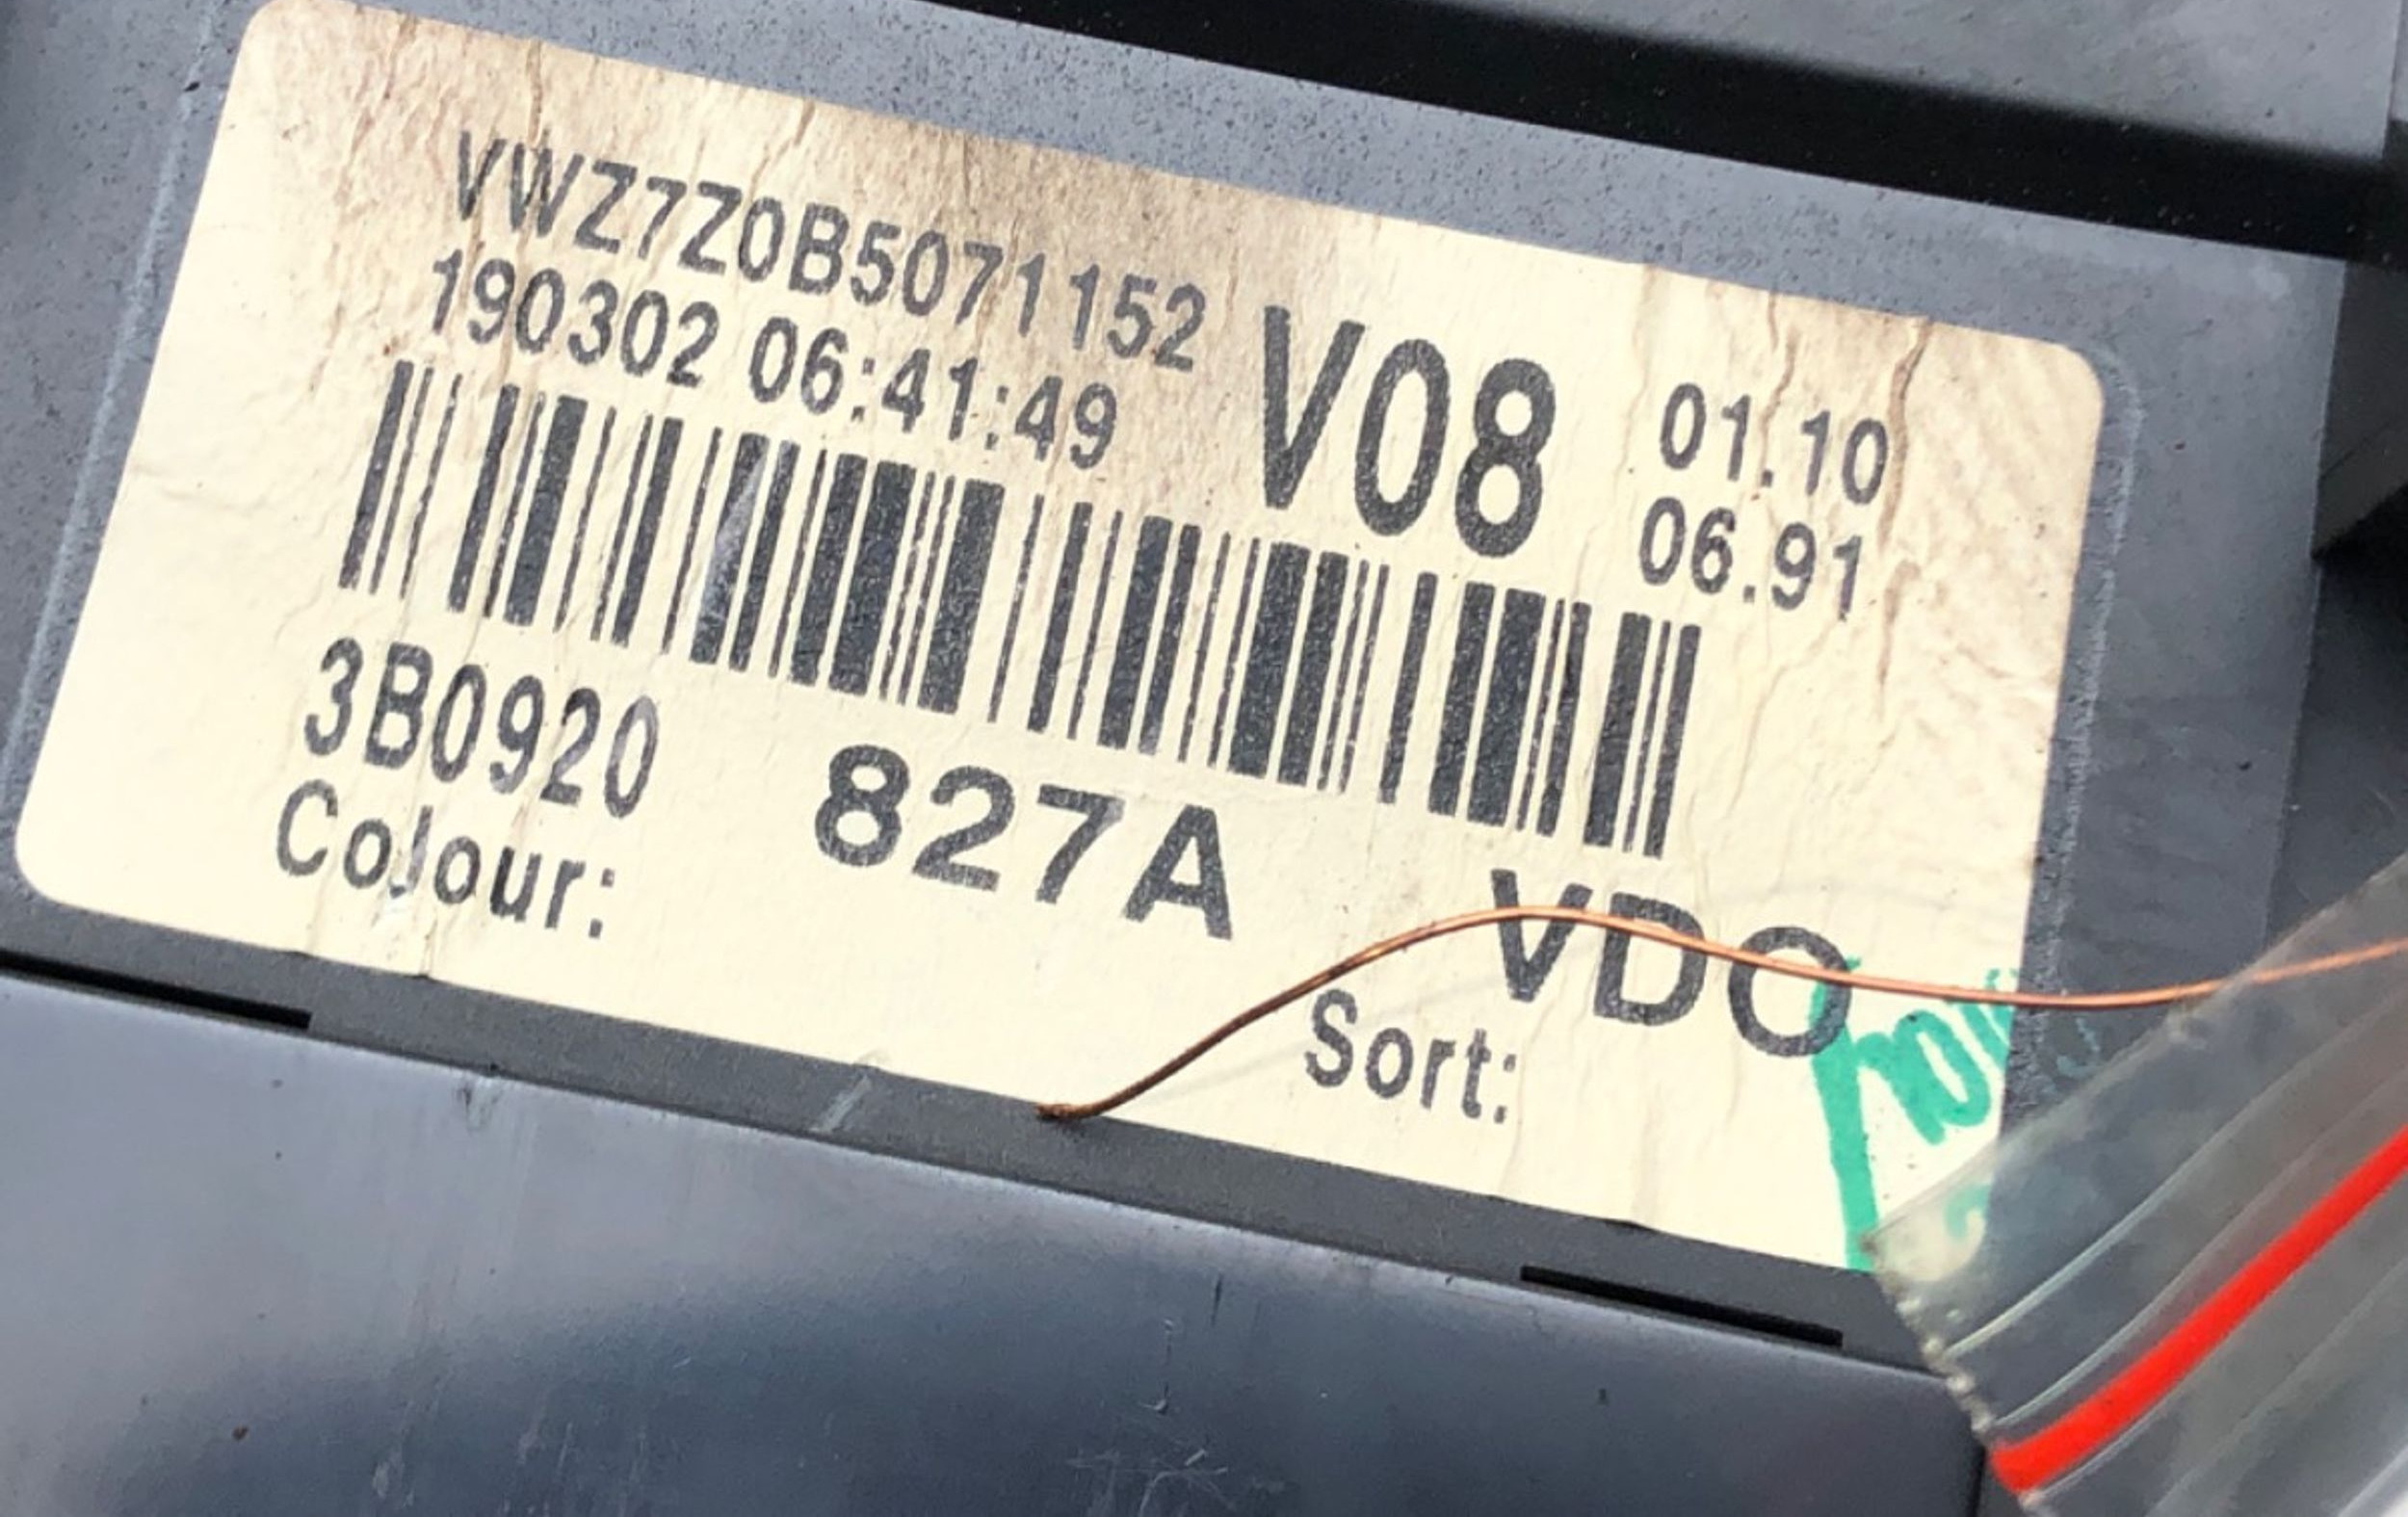 VWZ7Z0B5071152
190302 06:41:49
V08
01.10
06.91
3B0920 827A VDO
Colour: Sort: